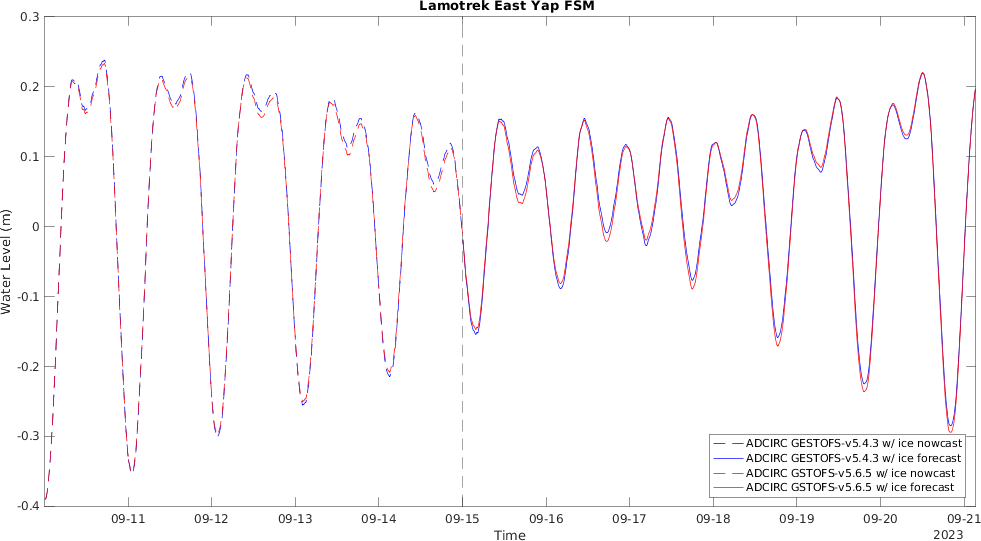 Lamotrek East Yap FSM
0.3
0.2
0.1
0
-0.1
-0.2
-0.3
-0.4
Water Level (m)
ADCIRC GESTOFS-v5.4.3 w/ ice nowcast
ADCIRC GESTOFS-v5.4.3 w/ ice forecast
ADCIRC GSTOFS-v5.6.5 w/ ice nowcast
ADCIRC GSTOFS-v5.6.5 w/ ice forecast
09-11 09-12 09-13 09-14 09-15 09-16 09-17 09-18 09-19 09-20 09-21
Time 2023